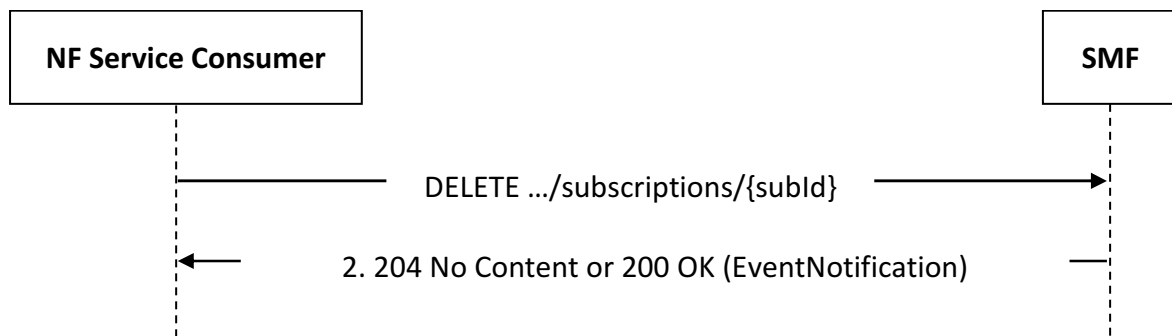 NF Service Consumer
SMF
DELETE .../subscriptions/{subId}
2. 204 No Content or 200 OK (EventNotification)